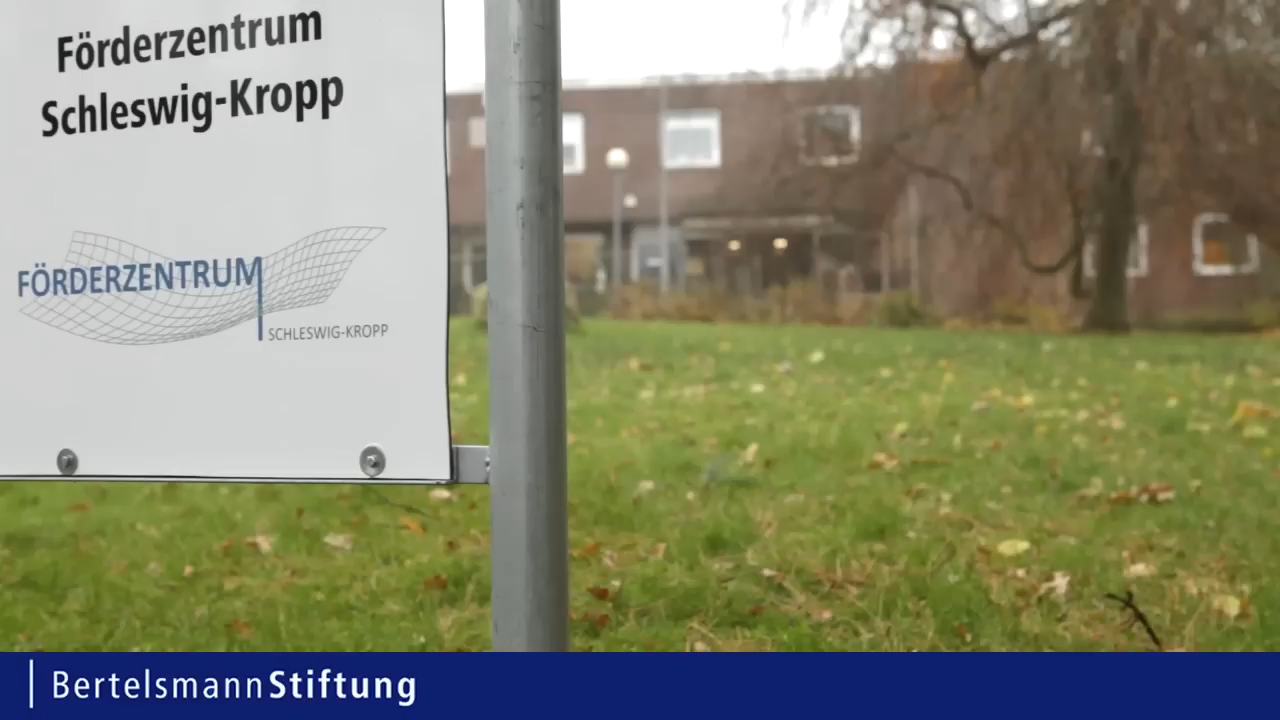 Förderzentrum
Schleswig-Kropp
FÖRDERZENTRUM
SCHLESWIG-KROPP
BertelsmannStiftung